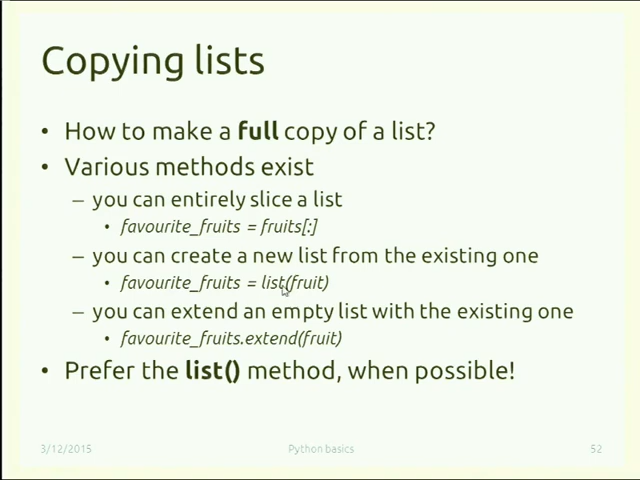 Copying lists
• How to make a full copy of a list?
• Various methods exist
– you can entirely slice a list
• favourite_fruits = fruits[:]
– you can create a new list from the existing one
• favourite_fruits = list(fruit)
– you can extend an empty list with the existing one
• favourite_fruits.extend(fruit)
• Prefer the list() method, when possible!
3/12/2015 Python basics 52